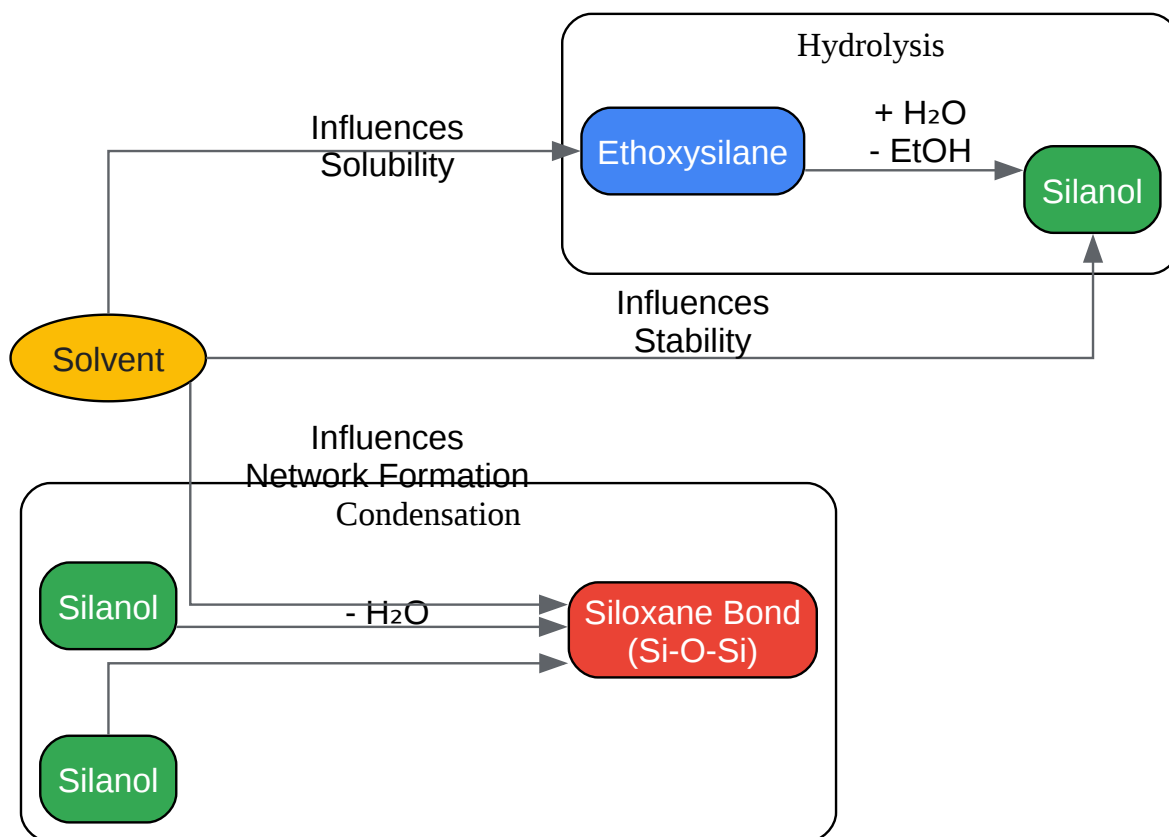 Hydrolysis
Influences
Solubility
Ethoxysilane
+ H₂O
- EtOH
Silanol
Influences
Stability
Solvent
Influences
Network Formation
Condensation
Silanol
- H₂O
Siloxane Bond
(Si-O-Si)
Silanol